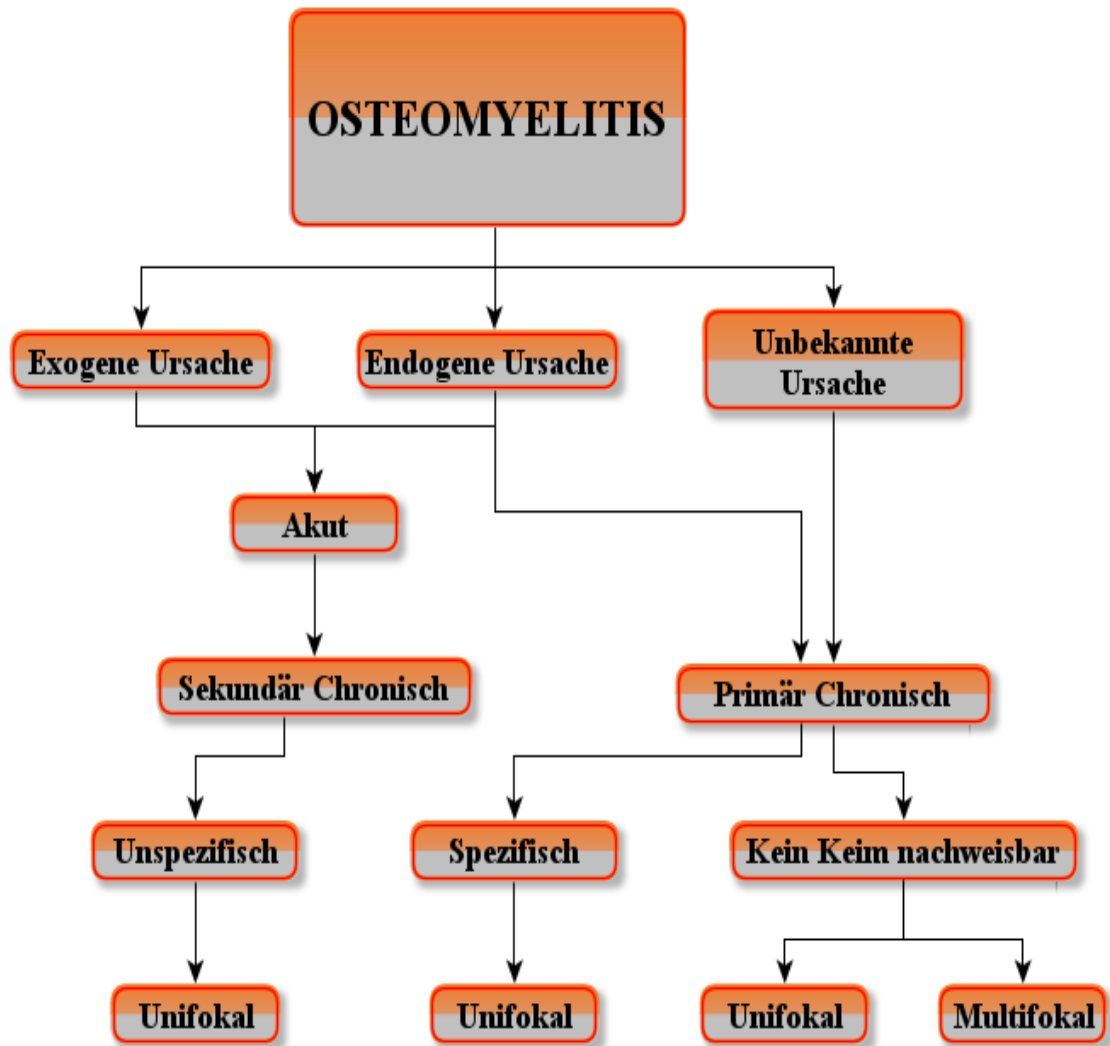 OSTEOMYELITIS
Exogene Ursache
Endogene Ursache
Unbekannte
Ursache
Akut
Sekundär Chronisch
Primär Chronisch
Unspezifisch
Spezifisch
Kein Keim nachweisbar
Unifokal
Unifokal
Unifokal
Multifokal